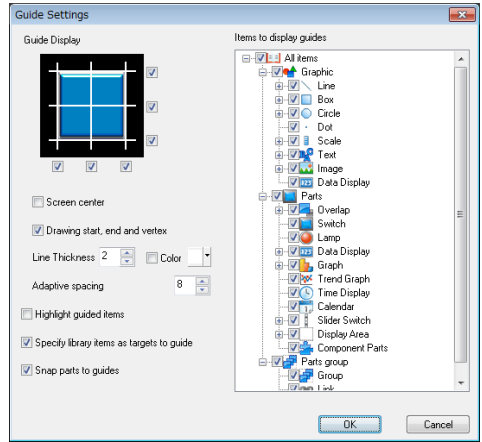 Guide Settings
Guide Display
Screen center
Drawing start, end and vertex
Line Thickness 2 Color
Adaptive spacing 8
Highlight guided items
Specify library items as targets to guide
Snap parts to guides
Items to display guides
All items
Graphic
Line
Box
Circle
Dot
Scale
Text
Image
Data Display
Parts
Overlap
Switch
Lamp
Data Display
Graph
Trend Graph
Time Display
Calendar
Slider Switch
Display Area
Component Parts
Parts group
Group
Link
OK
Cancel